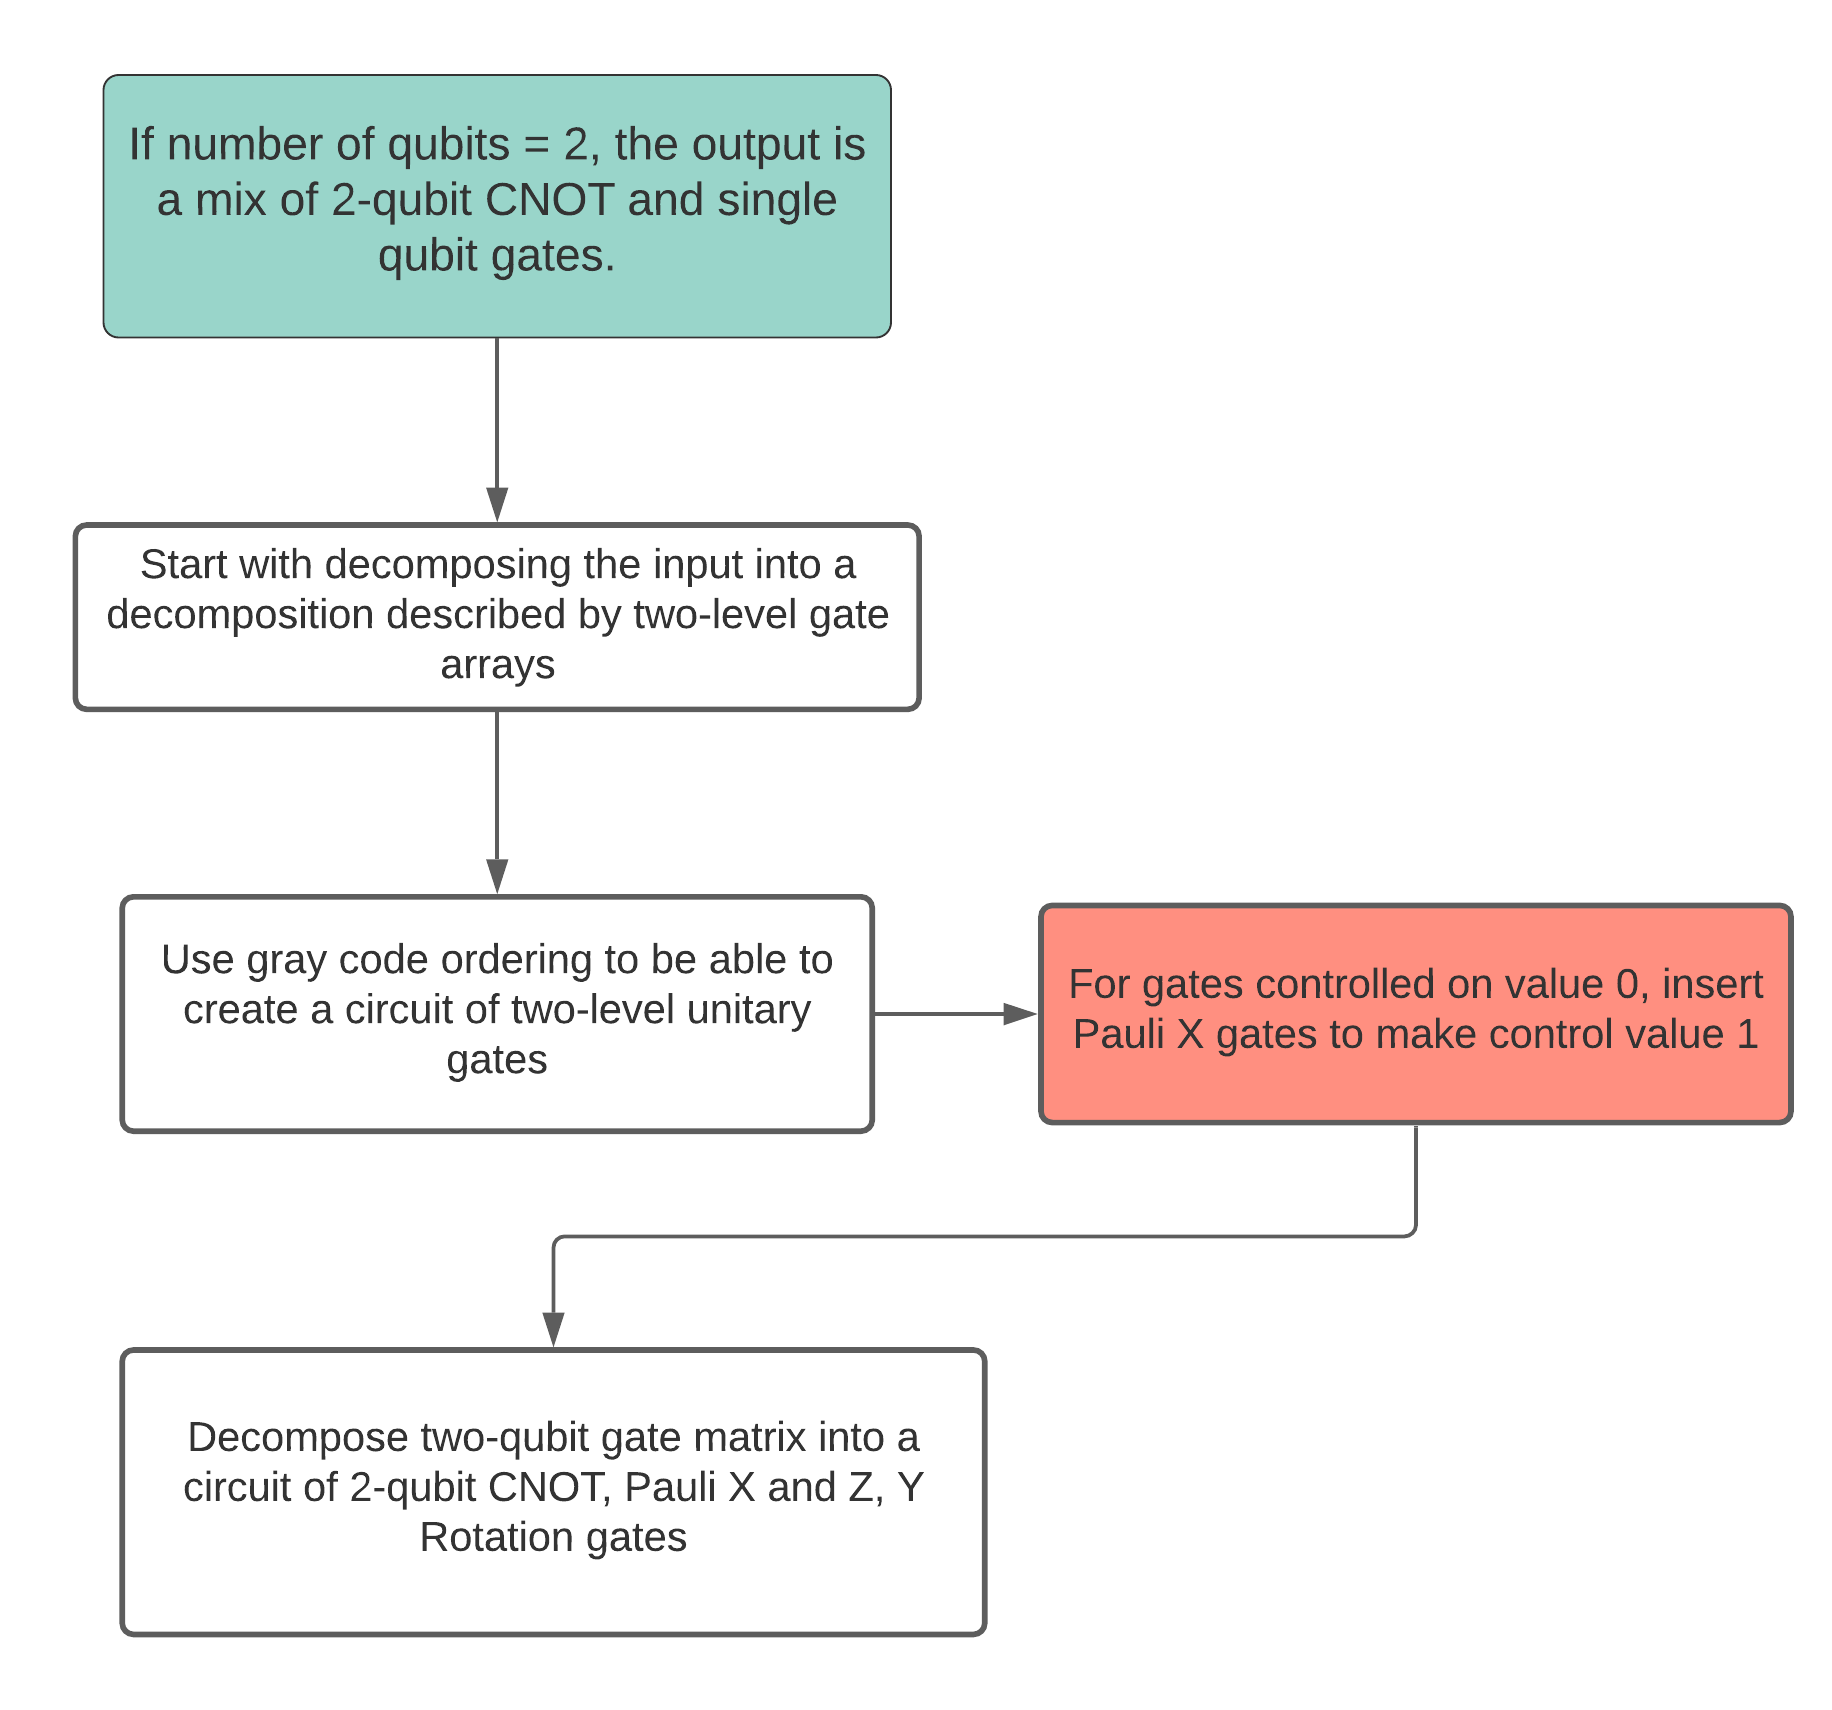 If number of qubits = 2, the output is
a mix of 2-qubit CNOT and single
qubit gates.
Start with decomposing the input into a
decomposition described by two-level gate
arrays
Use gray code ordering to be able to
create a circuit of two-level unitary
gates
For gates controlled on value 0, insert
Pauli X gates to make control value 1
Decompose two-qubit gate matrix into a
circuit of 2-qubit CNOT, Pauli X and Z, Y
Rotation gates